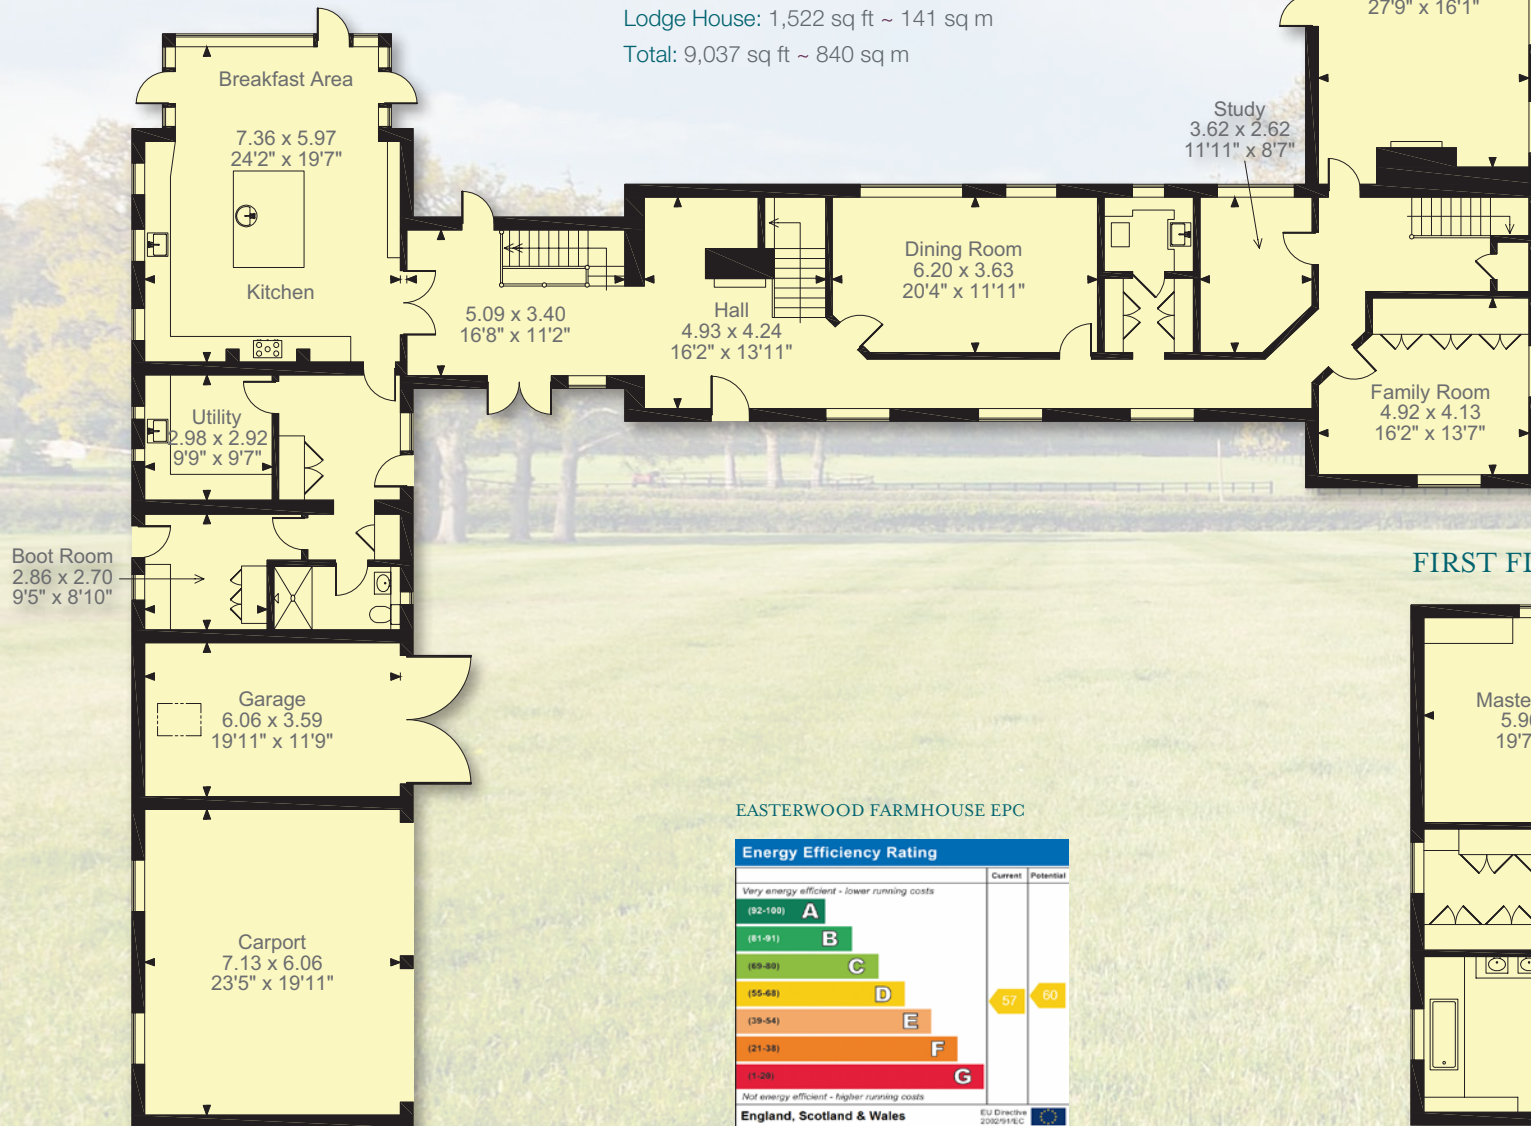 Lodge House: 1,522 sq ft ~ 141 sq m
Total: 9,037 sq ft ~ 840 sq m
27'9" x 16'1"
Breakfast Area
7.36 x 5.97
24'2" x 19'7"
Kitchen
Study
3.62 x 2.62
11'11" x 8'7"
5.09 x 3.40
16'8" x 11'2"
Hall
4.93 x 4.24
16'2" x 13'11"
Dining Room
6.20 x 3.63
20'4" x 11'11"
Family Room
4.92 x 4.13
16'2" x 13'7"
Utility
2.98 x 2.92
9'9" x 9'7"
Boot Room
2.86 x 2.70
9'5" x 8'10"
Garage
6.06 x 3.59
19'11" x 11'9"
Carport
7.13 x 6.06
23'5" x 19'11"
FIRST FL
Maste
5.9
19'7
EASTERWOOD FARMHOUSE EPC
Energy Efficiency Rating
Current Potential
Very energy efficient - lower running costs
(92-100) A
(81-91) B
(69-80) C
(55-68) D
57 60
(39-54) E
(21-38) F
(1-20) G
Not energy efficient - higher running costs
England, Scotland & Wales
EU Directive
2002/91/EC